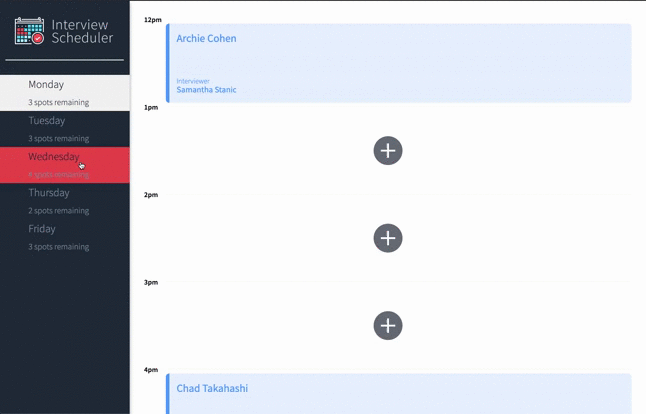 Interview
Scheduler
Monday
3 spots remaining
Tuesday
3 spots remaining
Wednesday
spots remaining
Thursday
2 spots remaining
Friday
3 spots remaining
12pm
Archie Cohen
Interviewer
Samantha Stanic
1pm
2pm
3pm
4pm
Chad Takahashi